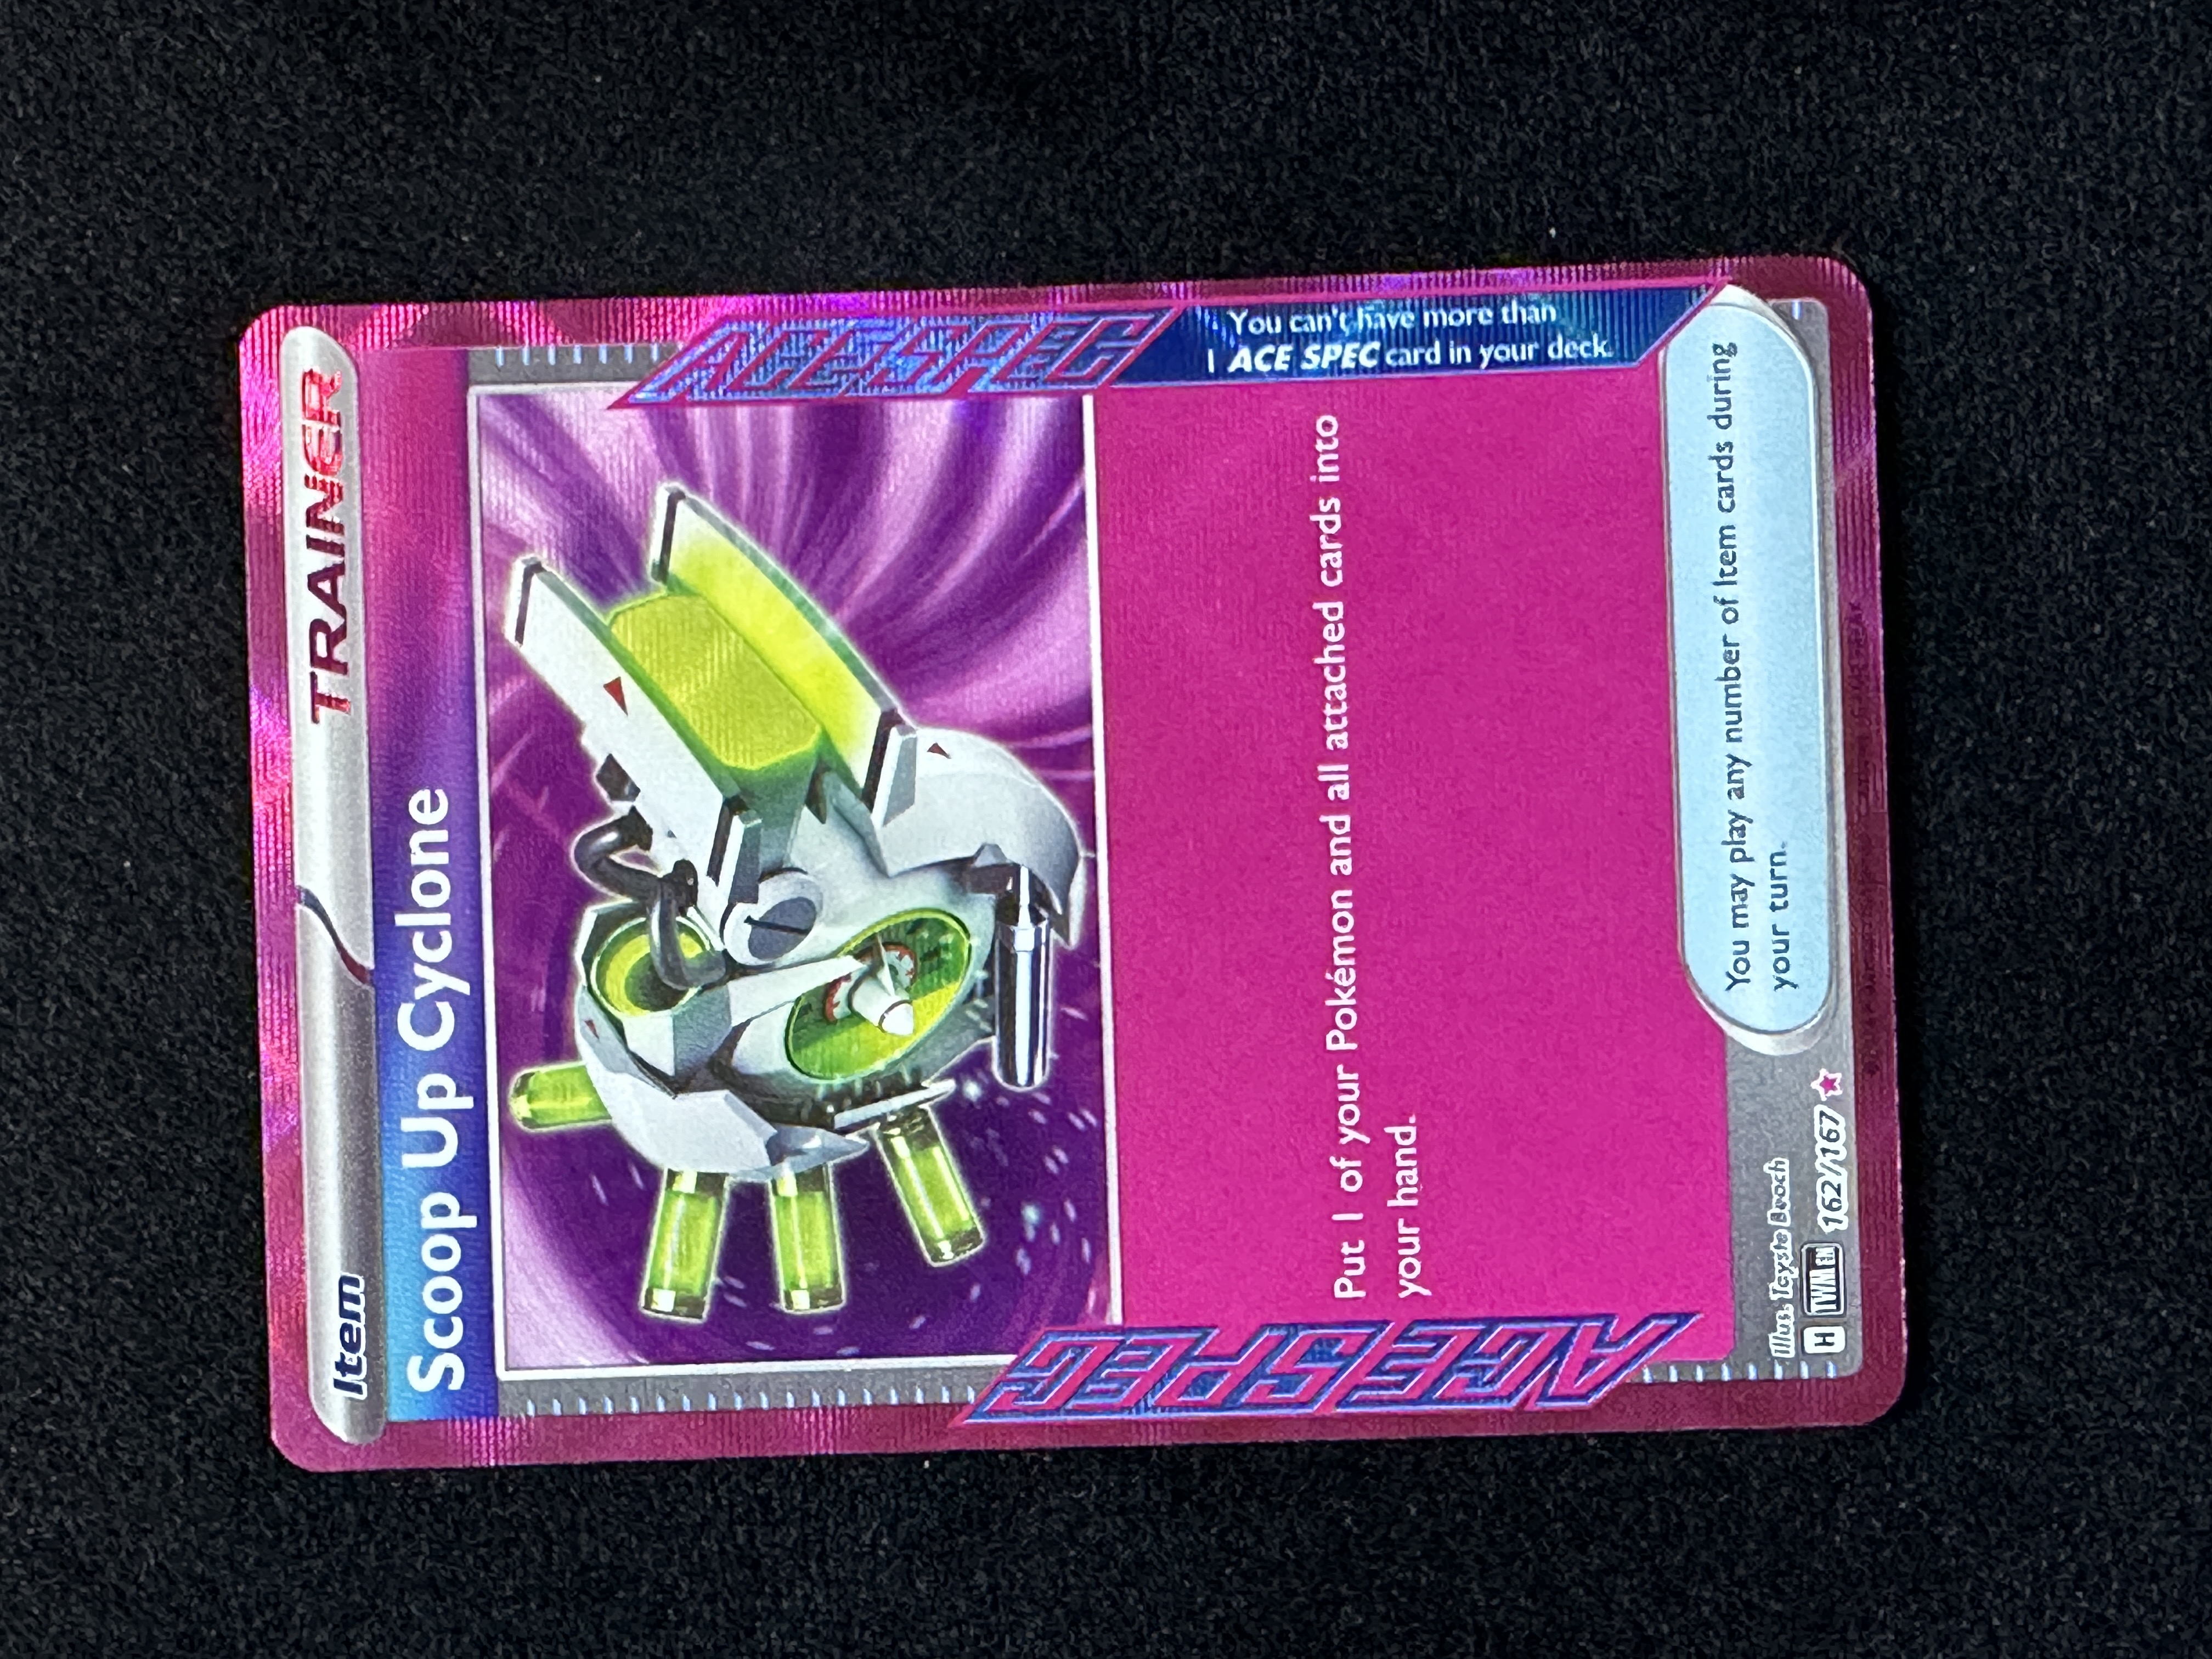 Item
TRAINER
Scoop Up Cyclone
ACE SPEC
Put 1 of your Pokémon and all attached cards into
your hand.
ACE SPEC
You can't have more than
1 ACE SPEC card in your deck.
You may play any number of Item cards during
your turn.
Illus. Toyste Beach
H TWM EN 162/167